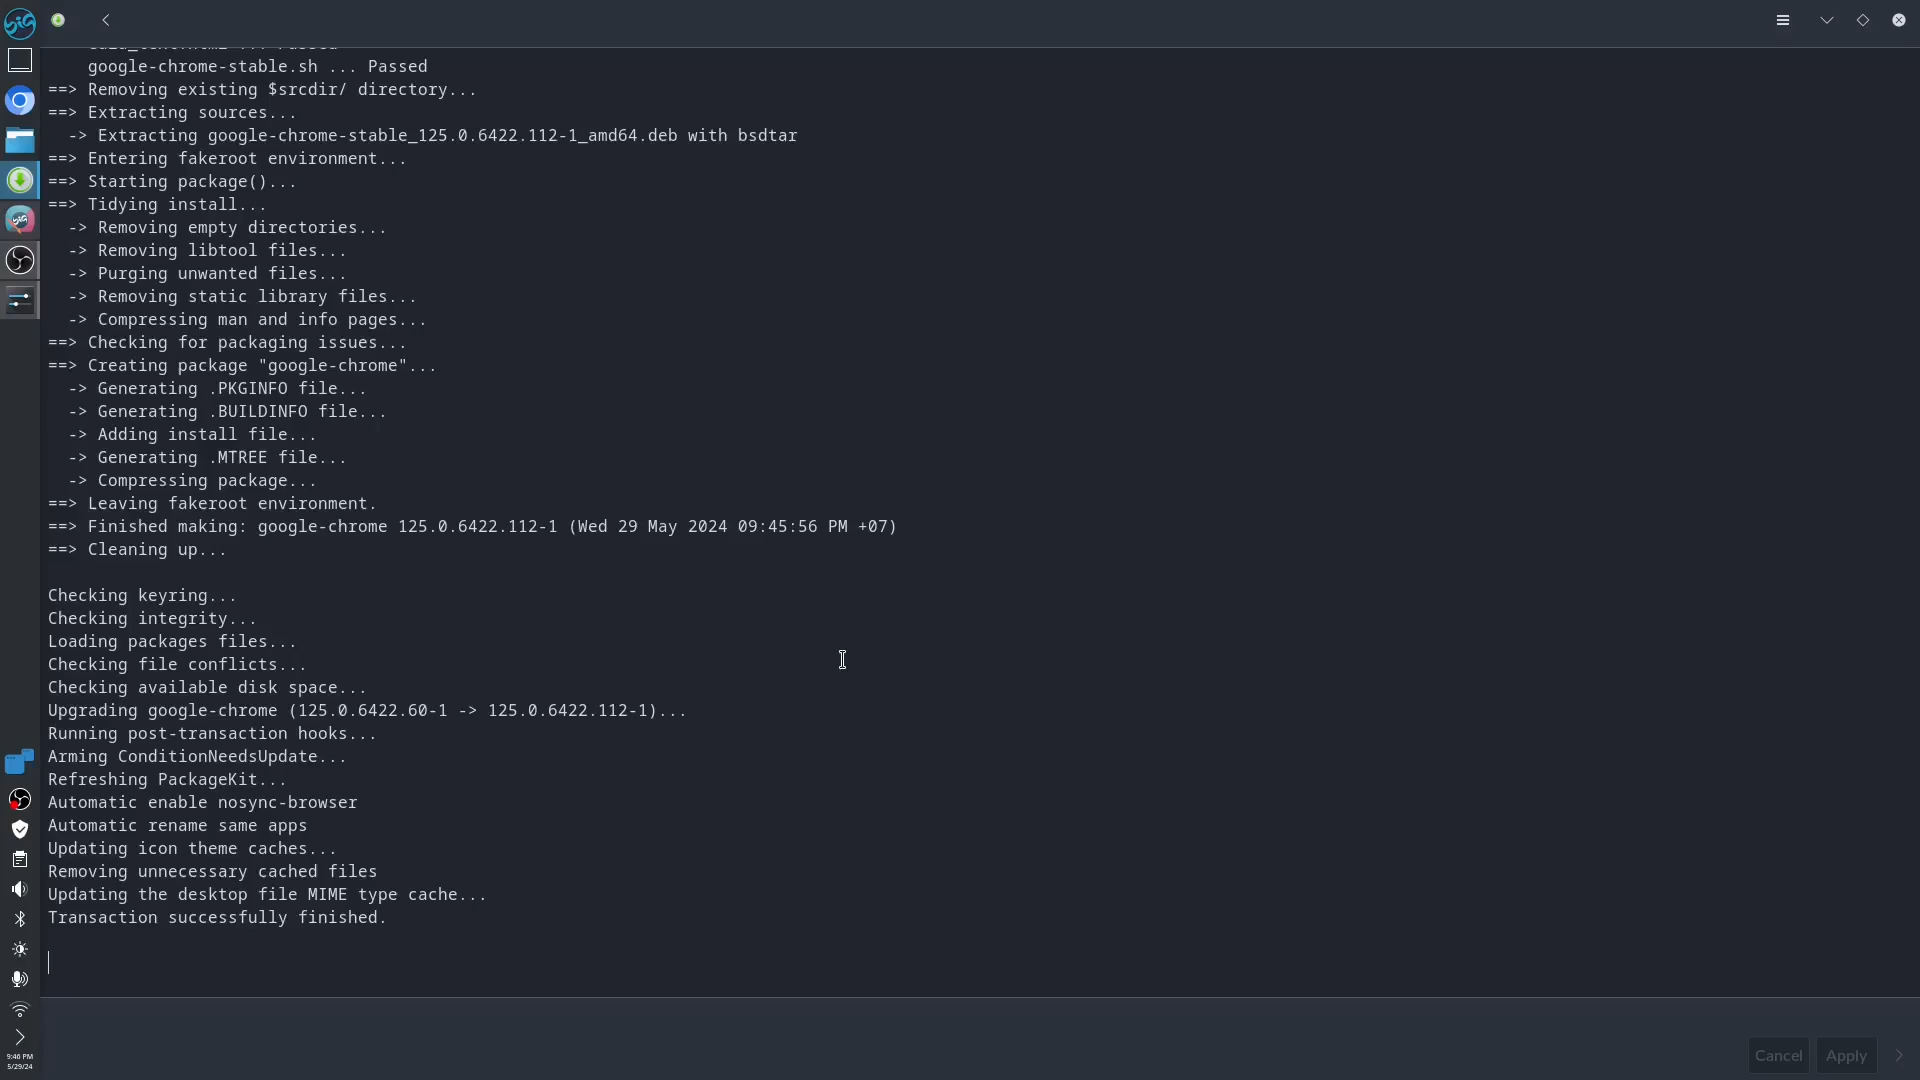 google-chrome-stable.sh ... Passed
==> Removing existing $srcdir/ directory...
==> Extracting sources...
-> Extracting google-chrome-stable_125.0.6422.112-1_amd64.deb with bsdtar
==> Entering fakeroot environment...
==> Starting package()...
==> Tidying install...
-> Removing empty directories...
-> Removing libtool files...
-> Purging unwanted files...
-> Removing static library files...
-> Compressing man and info pages...
==> Checking for packaging issues...
==> Creating package "google-chrome"...
-> Generating .PKGINFO file...
-> Generating .BUILDINFO file...
-> Adding install file...
-> Generating .MTREE file...
-> Compressing package...
==> Leaving fakeroot environment.
==> Finished making: google-chrome 125.0.6422.112-1 (Wed 29 May 2024 09:45:56 PM +07)
==> Cleaning up...
Checking keyring...
Checking integrity...
Loading packages files...
Checking file conflicts...
Checking available disk space...
Upgrading google-chrome (125.0.6422.60-1 -> 125.0.6422.112-1)...
Running post-transaction hooks...
Arming ConditionNeedsUpdate...
Refreshing PackageKit...
Automatic enable nosync-browser
Automatic rename same apps
Updating icon theme caches...
Removing unnecessary cached files
Updating the desktop file MIME type cache...
Transaction successfully finished.
Cancel Apply
9:46 PM
5/29/24